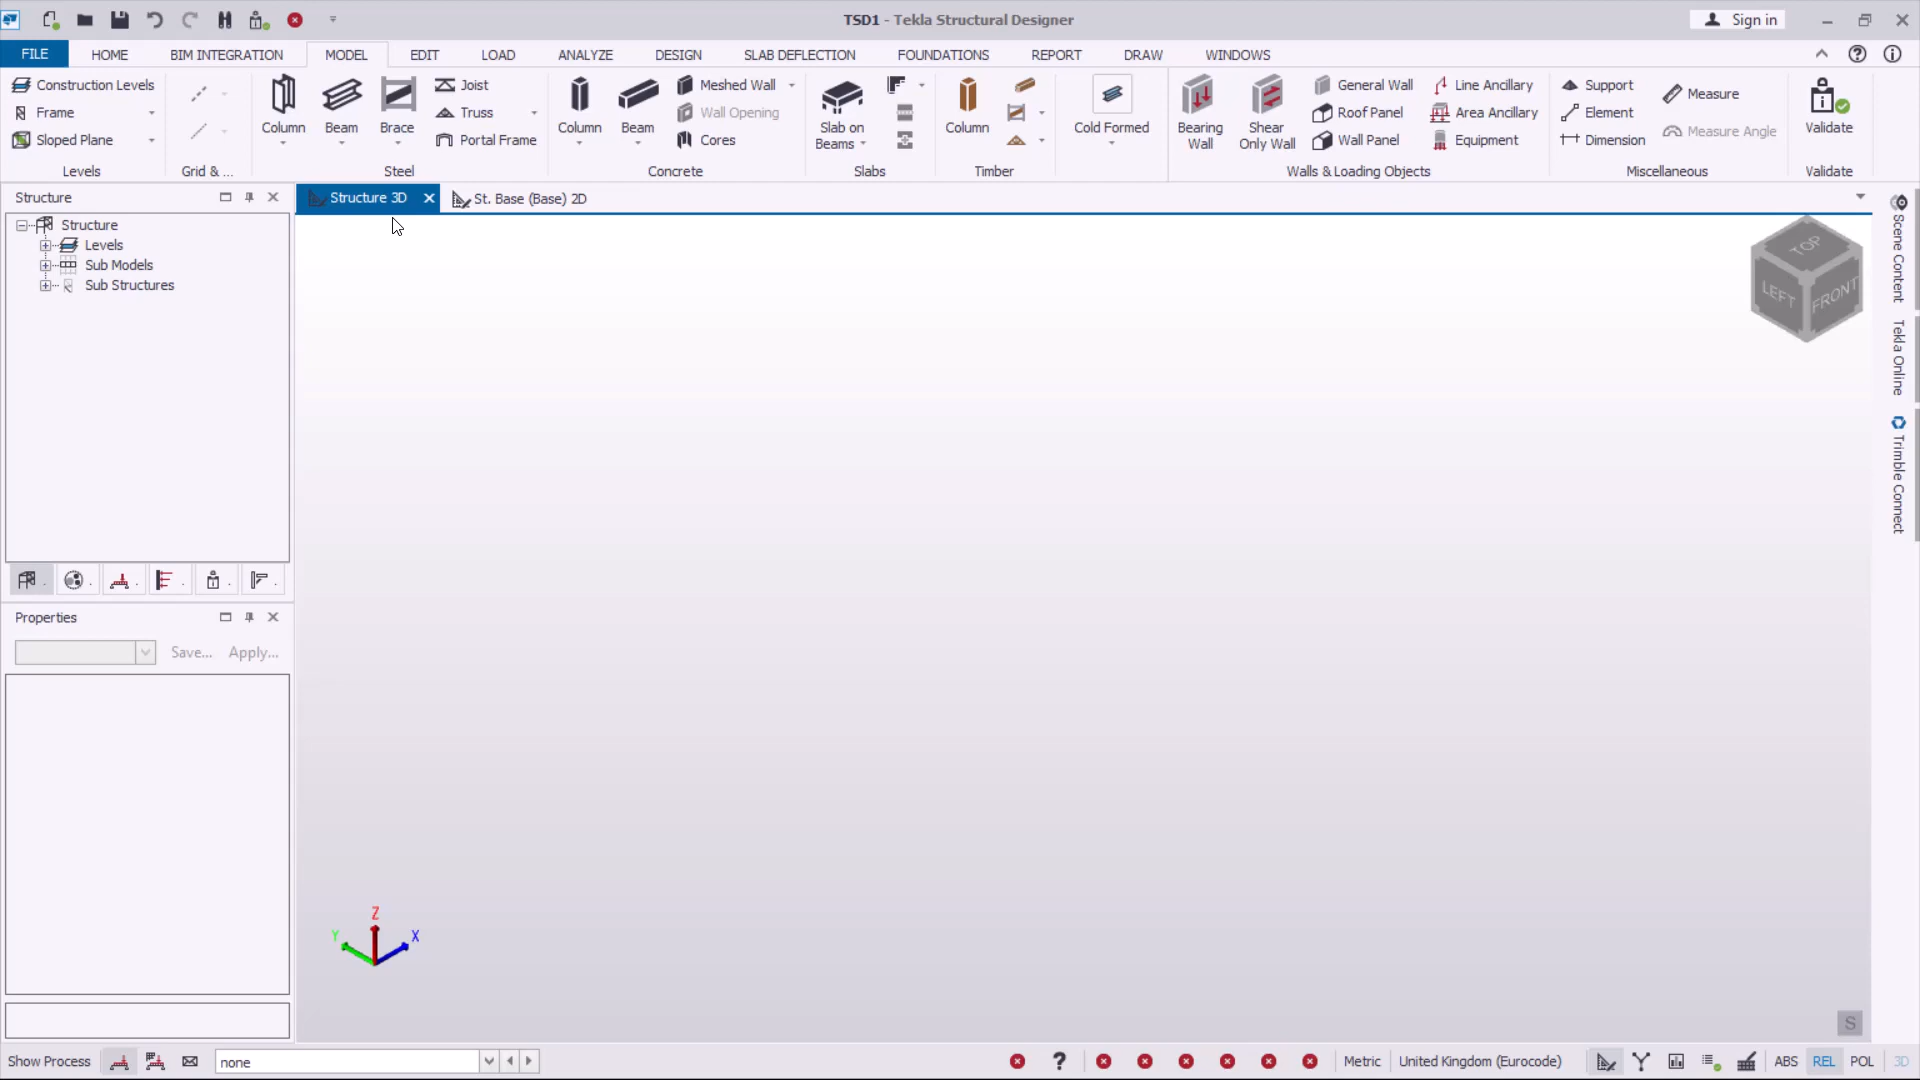 TSD1 - Tekla Structural Designer
Sign in
FILE HOME BIM INTEGRATION MODEL EDIT LOAD ANALYZE DESIGN SLAB DEFLECTION FOUNDATIONS REPORT DRAW WINDOWS
Construction Levels
Frame
Sloped Plane
Levels
Grid & ...
Column
Beam
Brace
Joist
Truss
Portal Frame
Steel
Column
Beam
Meshed Wall
Wall Opening
Cores
Concrete
Slab on
Beams
Slabs
Column
Timber
Cold Formed
Bearing
Wall
Shear
Only Wall
General Wall
Roof Panel
Wall Panel
Line Ancillary
Area Ancillary
Equipment
Walls & Loading Objects
Support
Element
Dimension
Measure
Measure Angle
Miscellaneous
Validate
Validate
Structure
Structure 3D
St. Base (Base) 2D
Structure
Levels
Sub Models
Sub Structures
Properties
Save...
Apply...
TOP
LEFT
FRONT
Scene Content
Tekla Online
Trimble Connect
Z
Y
X
S
Show Process
none
Metric
United Kingdom (Eurocode)
ABS
REL
POL
3D